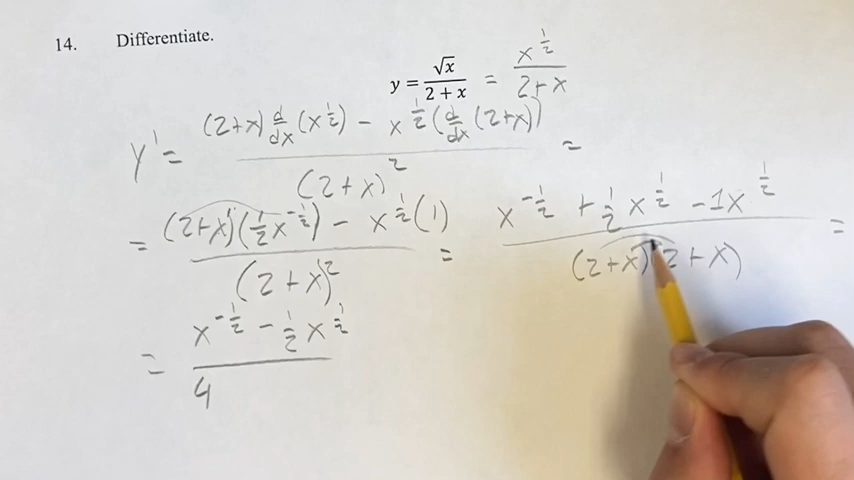 14. Differentiate.
y = √x / (2 + x) = x^(1/2) / (2+x)
y' = ((2+x) d/dx (x^(1/2)) − x^(1/2) (d/dx (2+x))) / (2+x)^2 =
= ((2+x)(1/2 x^(-1/2)) − x^(1/2) (1)) / (2+x)^2 = (x^(-1/2) + 1/2 x^(1/2) − 1x^(1/2)) / ((2+x)(2+x)) =
= (x^(-1/2) − 1/2 x^(1/2)) / 4